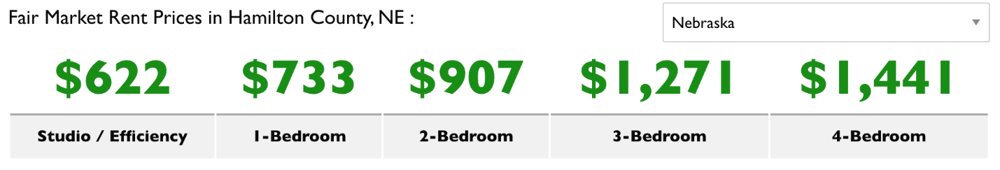 Fair Market Rent Prices in Hamilton County, NE :
Nebraska
$622 $733 $907 $1,271 $1,441
Studio / Efficiency 1-Bedroom 2-Bedroom 3-Bedroom 4-Bedroom